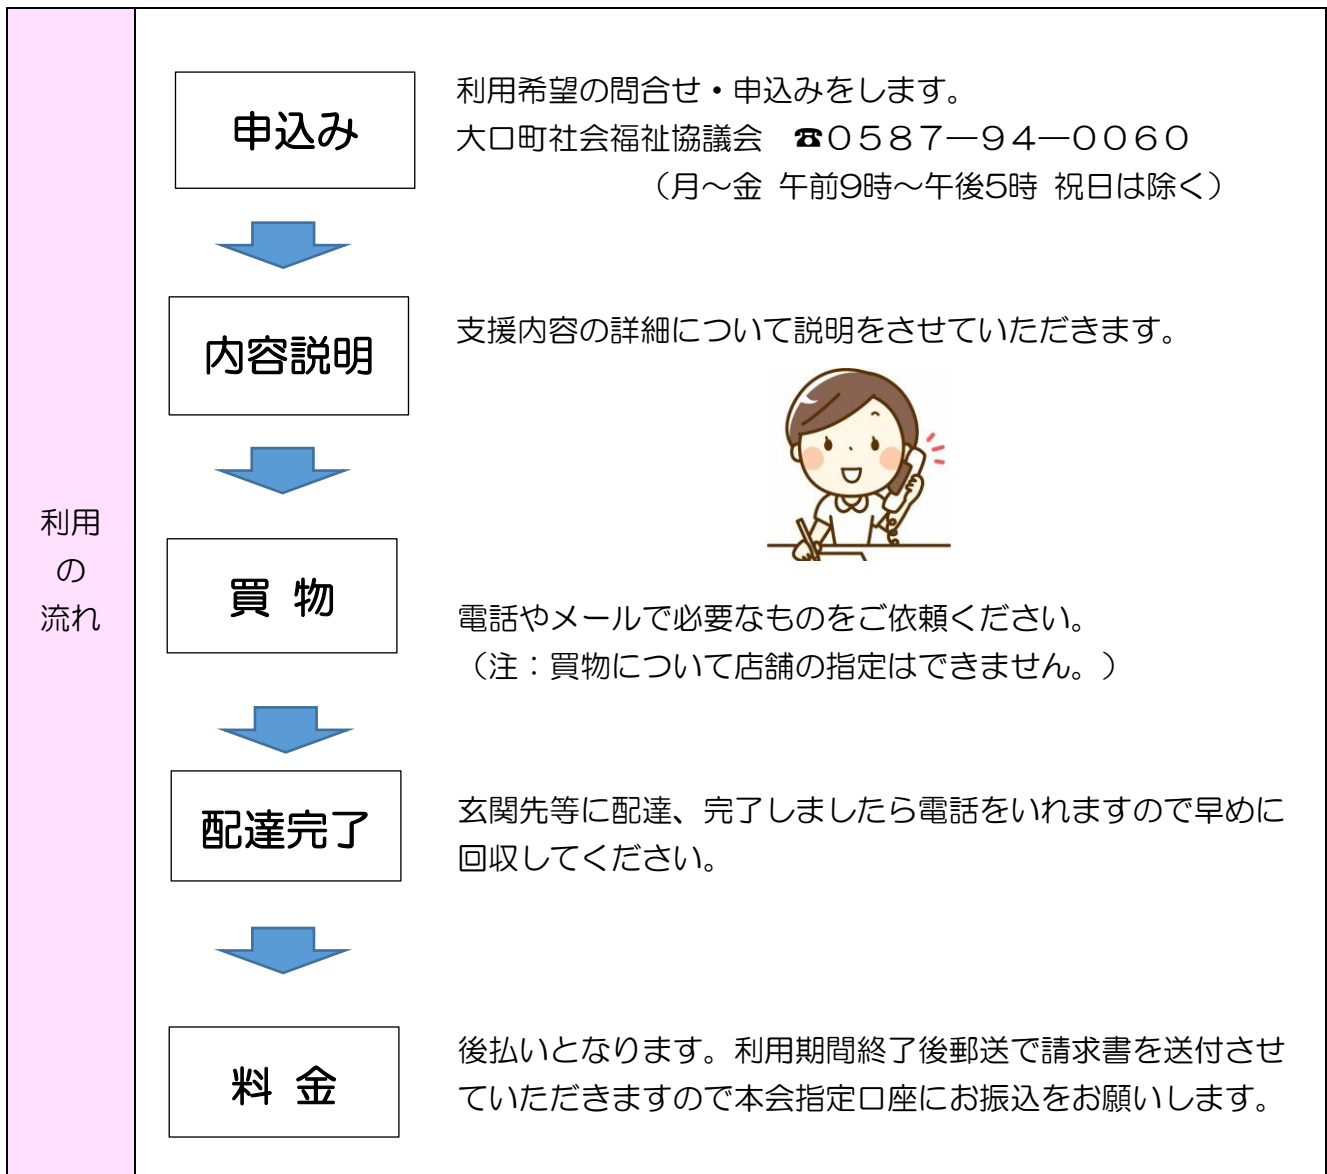 利用
の
流れ
申込み
利用希望の問合せ・申込みをします。
大口町社会福祉協議会　☎０５８７―９４―００６０
（月～金 午前9時～午後5時 祝日は除く）
内容説明
支援内容の詳細について説明をさせていただきます。
買 物
電話やメールで必要なものをご依頼ください。
（注：買物について店舗の指定はできません。）
配達完了
玄関先等に配達、完了しましたら電話をいれますので早めに
回収してください。
料 金
後払いとなります。利用期間終了後郵送で請求書を送付させ
ていただきますので本会指定口座にお振込をお願いします。